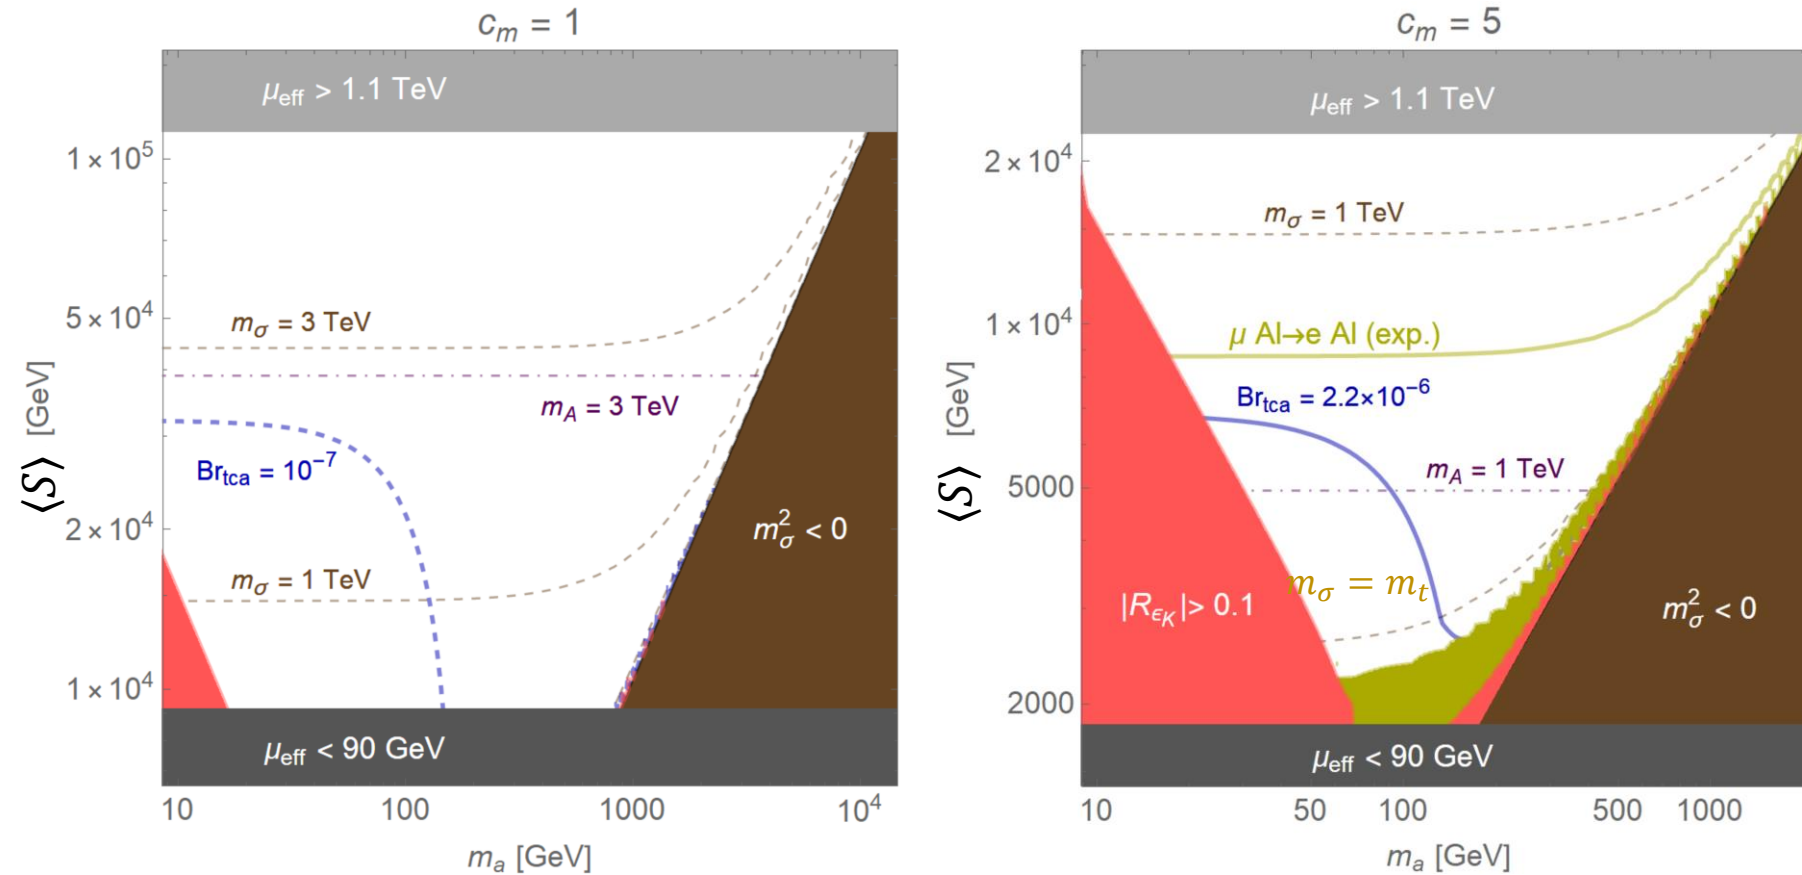 c_m = 1
μ_eff > 1.1 TeV
1 × 10^5
5 × 10^4
2 × 10^4
1 × 10^4
⟨S⟩ [GeV]
m_σ = 3 TeV
m_A = 3 TeV
Br_tca = 10^−7
m_σ = 1 TeV
m_σ^2 < 0
μ_eff < 90 GeV
10
100
1000
10^4
m_a [GeV]
c_m = 5
μ_eff > 1.1 TeV
2 × 10^4
1 × 10^4
5000
2000
⟨S⟩ [GeV]
m_σ = 1 TeV
μ Al→e Al (exp.)
Br_tca = 2.2×10^−6
m_A = 1 TeV
m_σ = m_t
|R_ϵ_K|> 0.1
m_σ^2 < 0
μ_eff < 90 GeV
10
50
100
500
1000
m_a [GeV]